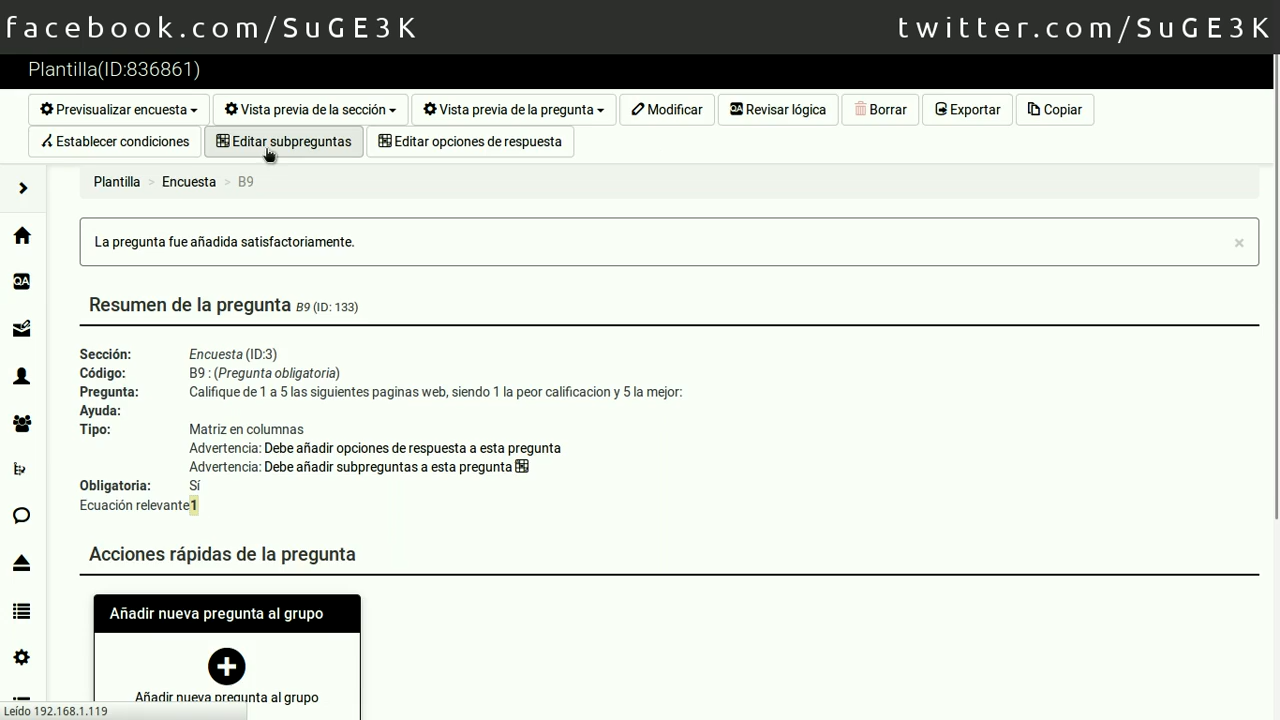 facebook.com/SuGE3K
twitter.com/SuGE3K
Plantilla(ID:836861)
Previsualizar encuesta
Vista previa de la sección
Vista previa de la pregunta
Modificar
QA Revisar lógica
Borrar
Exportar
Copiar
Establecer condiciones
Editar subpreguntas
Editar opciones de respuesta
Plantilla > Encuesta > B9
QA
La pregunta fue añadida satisfactoriamente. ×
Resumen de la pregunta B9 (ID: 133)
Sección: Encuesta (ID:3)
Código: B9 : (Pregunta obligatoria)
Pregunta: Califique de 1 a 5 las siguientes paginas web, siendo 1 la peor calificacion y 5 la mejor:
Ayuda:
Tipo: Matriz en columnas
Advertencia: Debe añadir opciones de respuesta a esta pregunta
Advertencia: Debe añadir subpreguntas a esta pregunta
Obligatoria: Sí
Ecuación relevante 1
Acciones rápidas de la pregunta
Añadir nueva pregunta al grupo
Añadir nueva pregunta al grupo
Leído 192.168.1.119